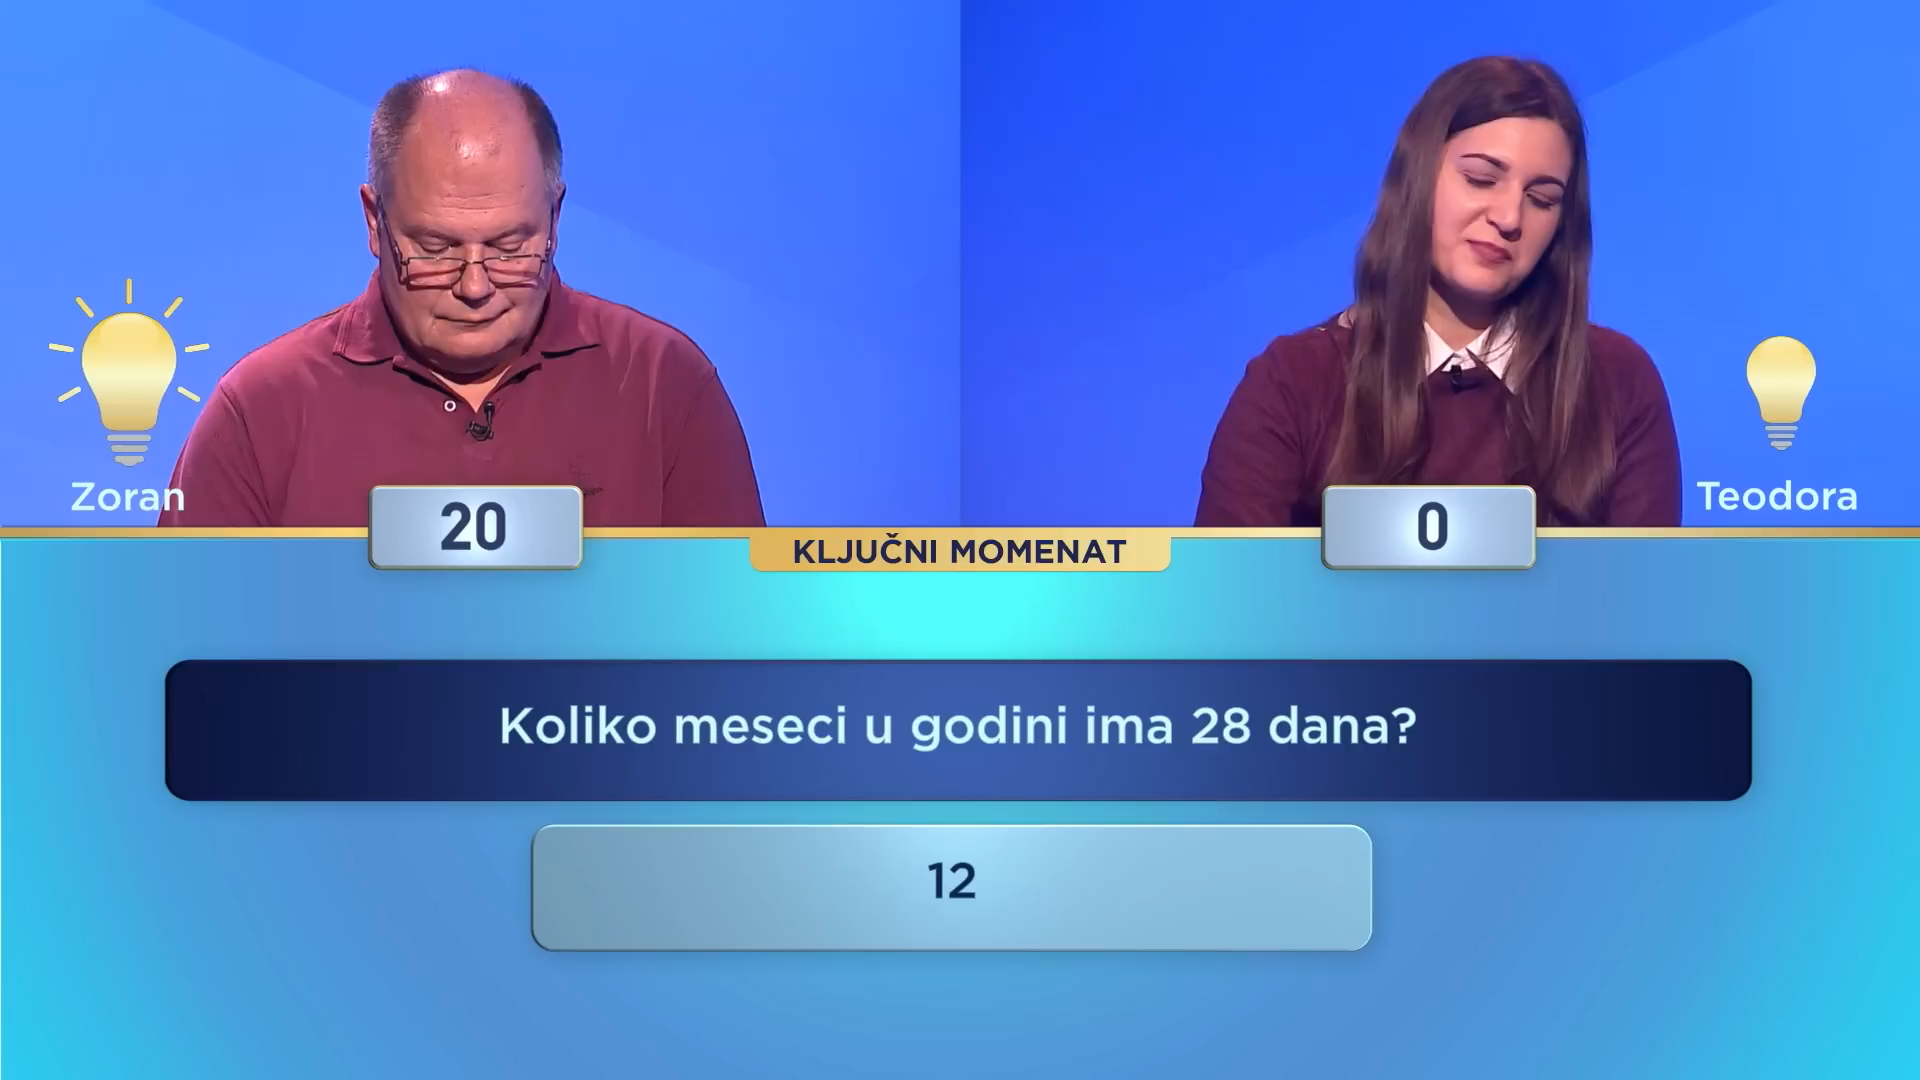 Zoran
20
KLJUČNI MOMENAT
0
Teodora
Koliko meseci u godini ima 28 dana?
12